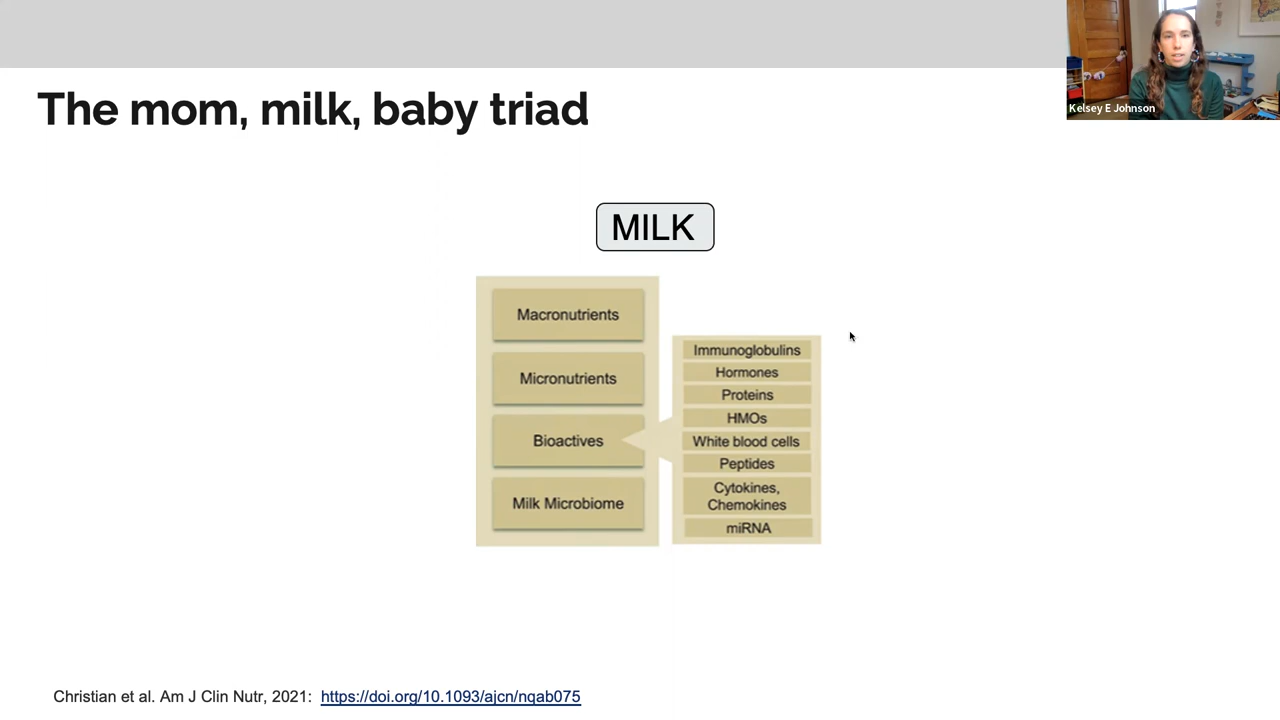 Kelsey E Johnson
The mom, milk, baby triad
MILK
Macronutrients
Micronutrients
Bioactives
Milk Microbiome
Immunoglobulins
Hormones
Proteins
HMOs
White blood cells
Peptides
Cytokines,
Chemokines
miRNA
Christian et al. Am J Clin Nutr, 2021: https://doi.org/10.1093/ajcn/nqab075